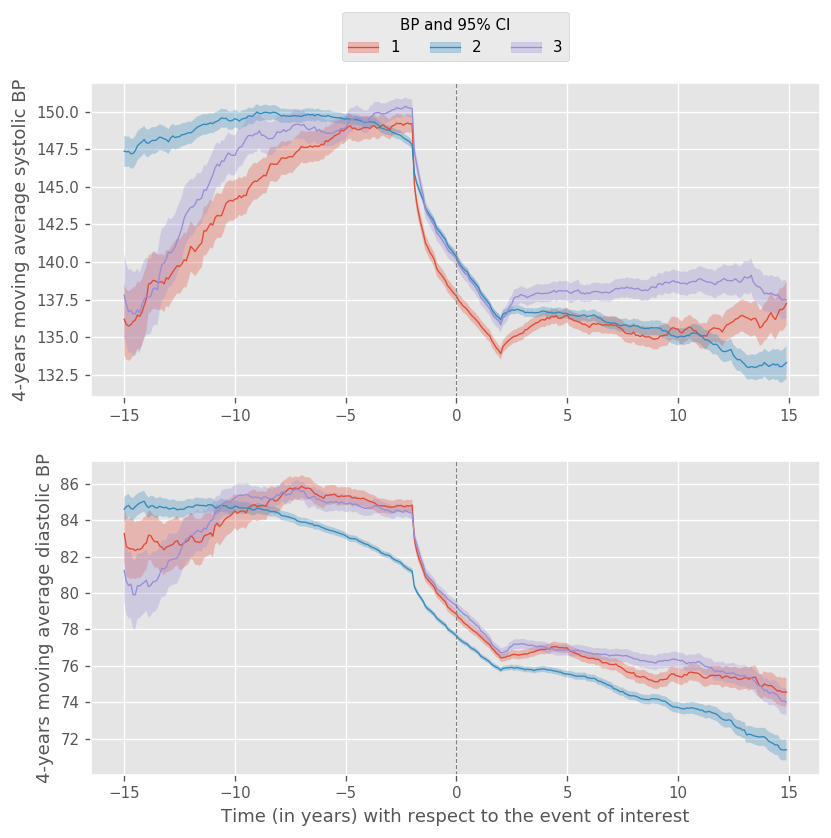 BP and 95% CI
1 2 3
4-years moving average systolic BP
150.0
147.5
145.0
142.5
140.0
137.5
135.0
132.5
−15 −10 −5 0 5 10 15
4-years moving average diastolic BP
86
84
82
80
78
76
74
72
−15 −10 −5 0 5 10 15
Time (in years) with respect to the event of interest